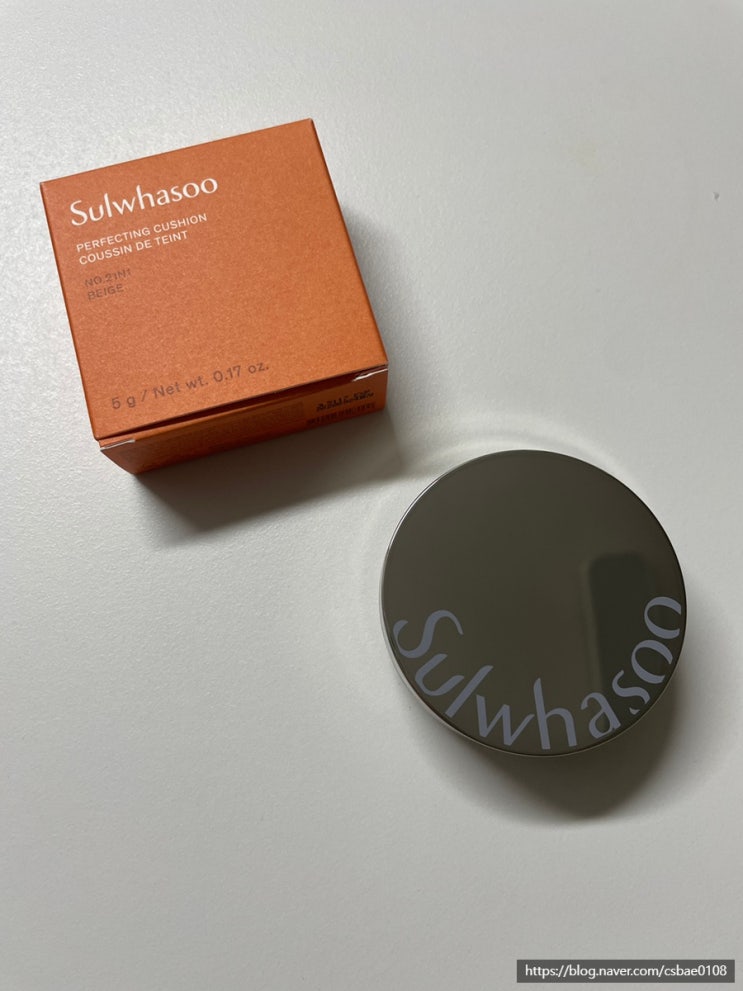 Sulwhasoo
PERFECTING CUSHION
COUSSIN DE TEINT
NO.21N1
BEIGE
5 g / Net wt. 0.17 oz.
Sulwhasoo
https://blog.naver.com/csbae0108